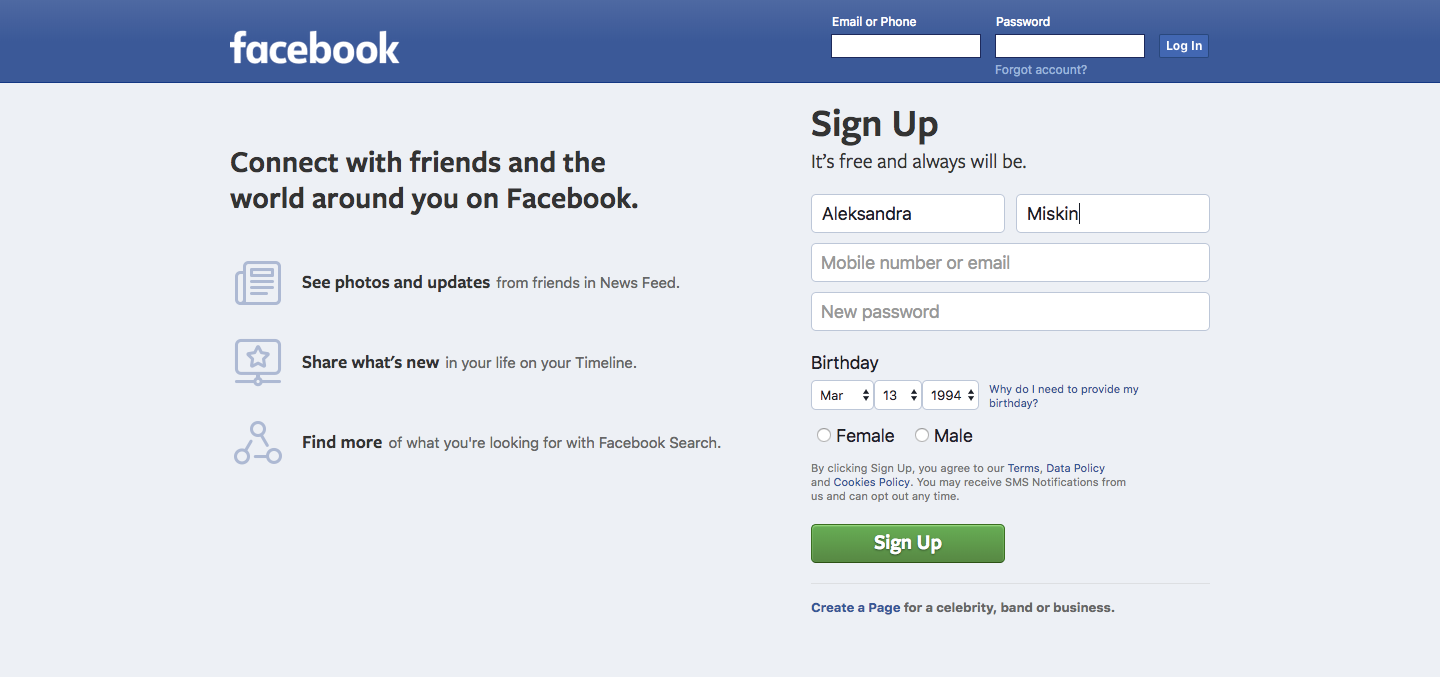 facebook
Email or Phone
Password
Log In
Forgot account?
Connect with friends and the
world around you on Facebook.
See photos and updates from friends in News Feed.
Share what's new in your life on your Timeline.
Find more of what you're looking for with Facebook Search.
Sign Up
It's free and always will be.
Aleksandra Miskin
Mobile number or email
New password
Birthday
Mar 13 1994
Why do I need to provide my
birthday?
Female Male
By clicking Sign Up, you agree to our Terms, Data Policy
and Cookies Policy. You may receive SMS Notifications from
us and can opt out any time.
Sign Up
Create a Page for a celebrity, band or business.